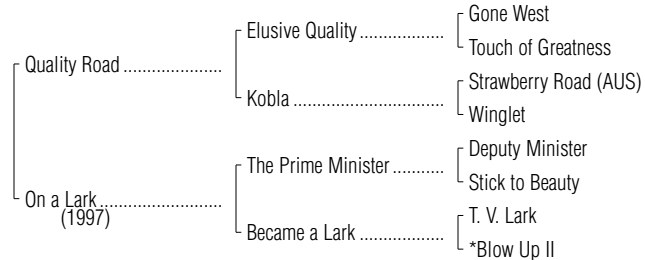 Gone West
Elusive Quality ..................
Touch of Greatness
Quality Road .....................
Strawberry Road (AUS)
Kobla ................................
Winglet
Deputy Minister
The Prime Minister ...........
Stick to Beauty
On a Lark..........................
(1997)
T. V. Lark
Became a Lark ..................
*Blow Up II